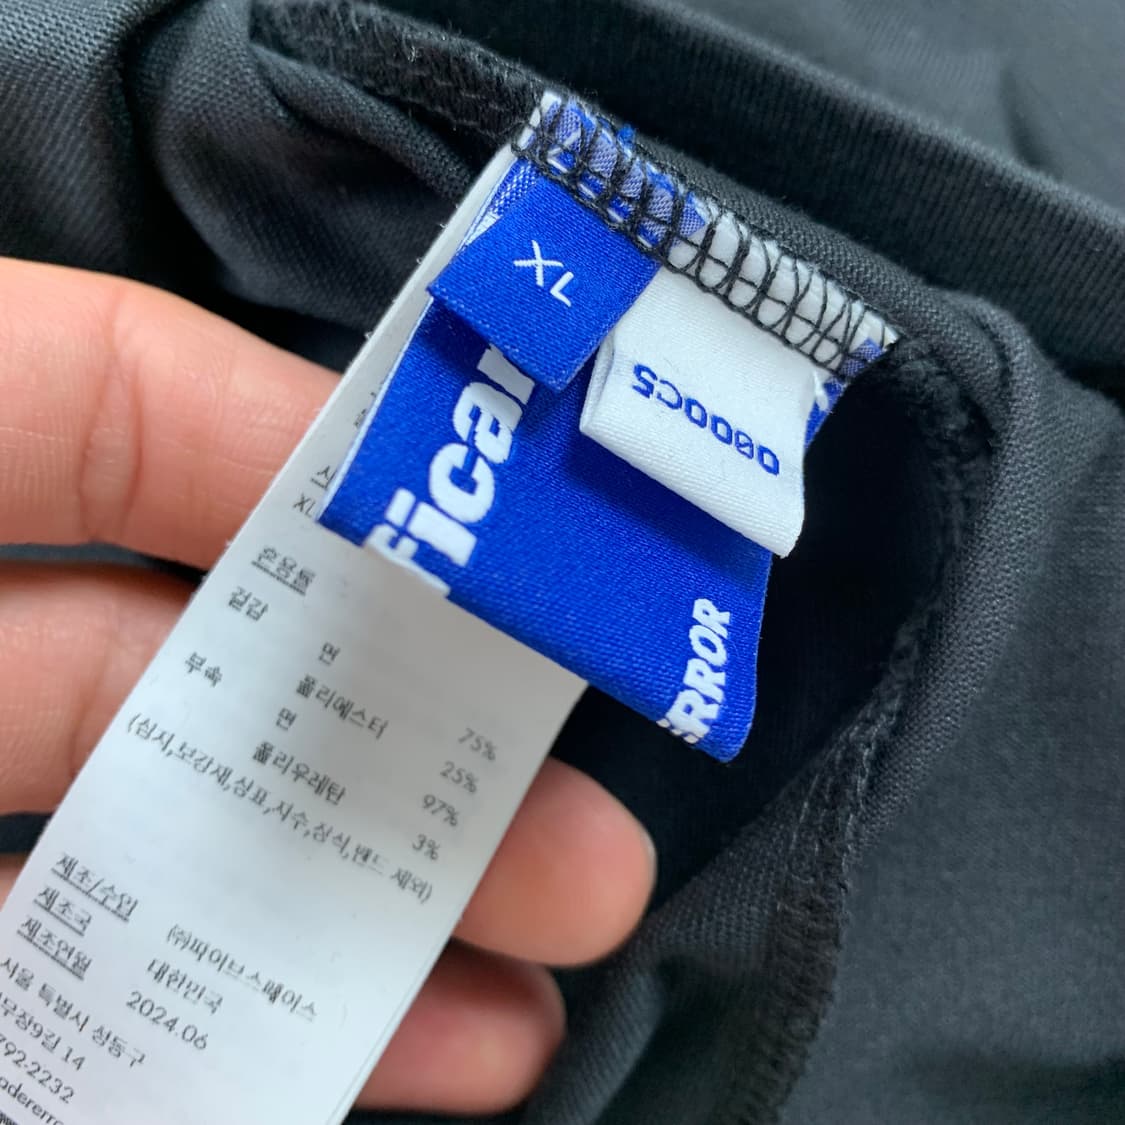 XL
0000C5
ficar
ERROR
XL
혼용률
겉감
면 75%
폴리에스터 25%
부속
면 97%
폴리우레탄 3%
(심지,보강재,상표,자수,장식,밴드 제외)
제조/수입 (주)파이브스페이스
제조국 대한민국
제조연월 2024.06
서울 특별시 성동구
무장9길 14
792-2232
adererro